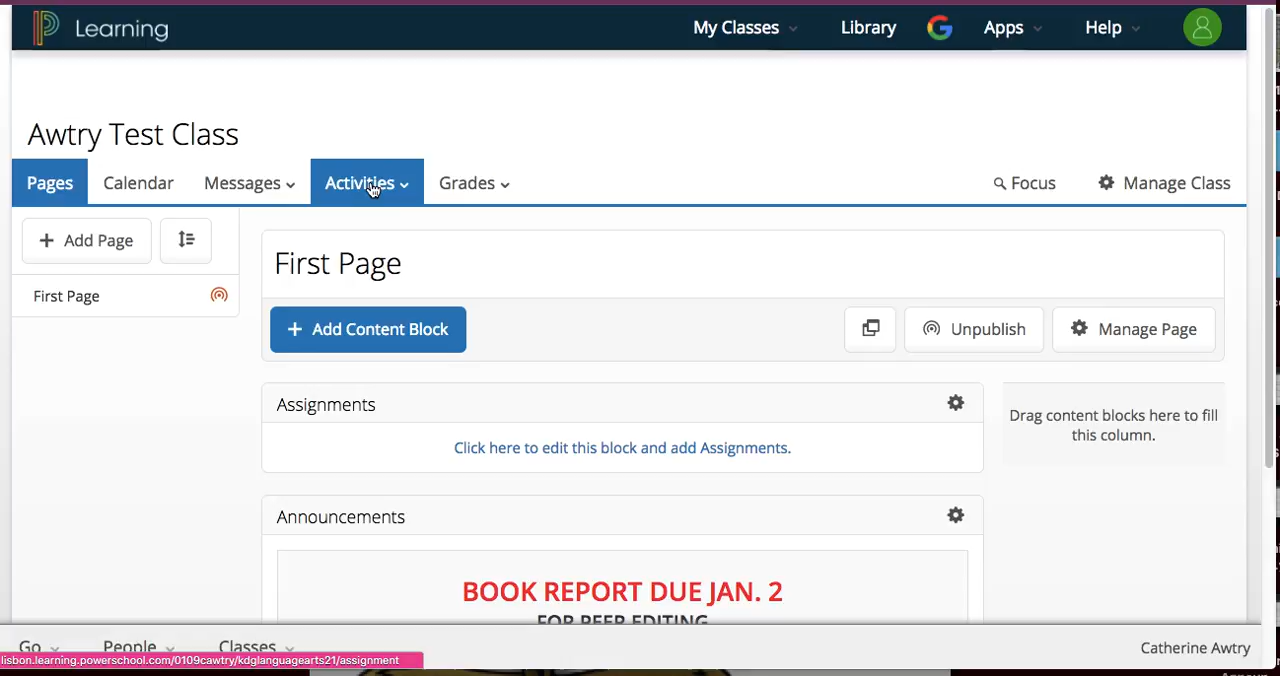 Learning My Classes Library Apps Help
Awtry Test Class
Pages Calendar Messages Activities Grades Focus Manage Class
+ Add Page
First Page
First Page
+ Add Content Block Unpublish Manage Page
Assignments
Click here to edit this block and add Assignments.
Drag content blocks here to fill
this column.
Announcements
BOOK REPORT DUE JAN. 2
FOR PEER EDITING
Go People Classes Catherine Awtry
lisbon.learning.powerschool.com/0109cawtry/kdglanguagearts21/assignment